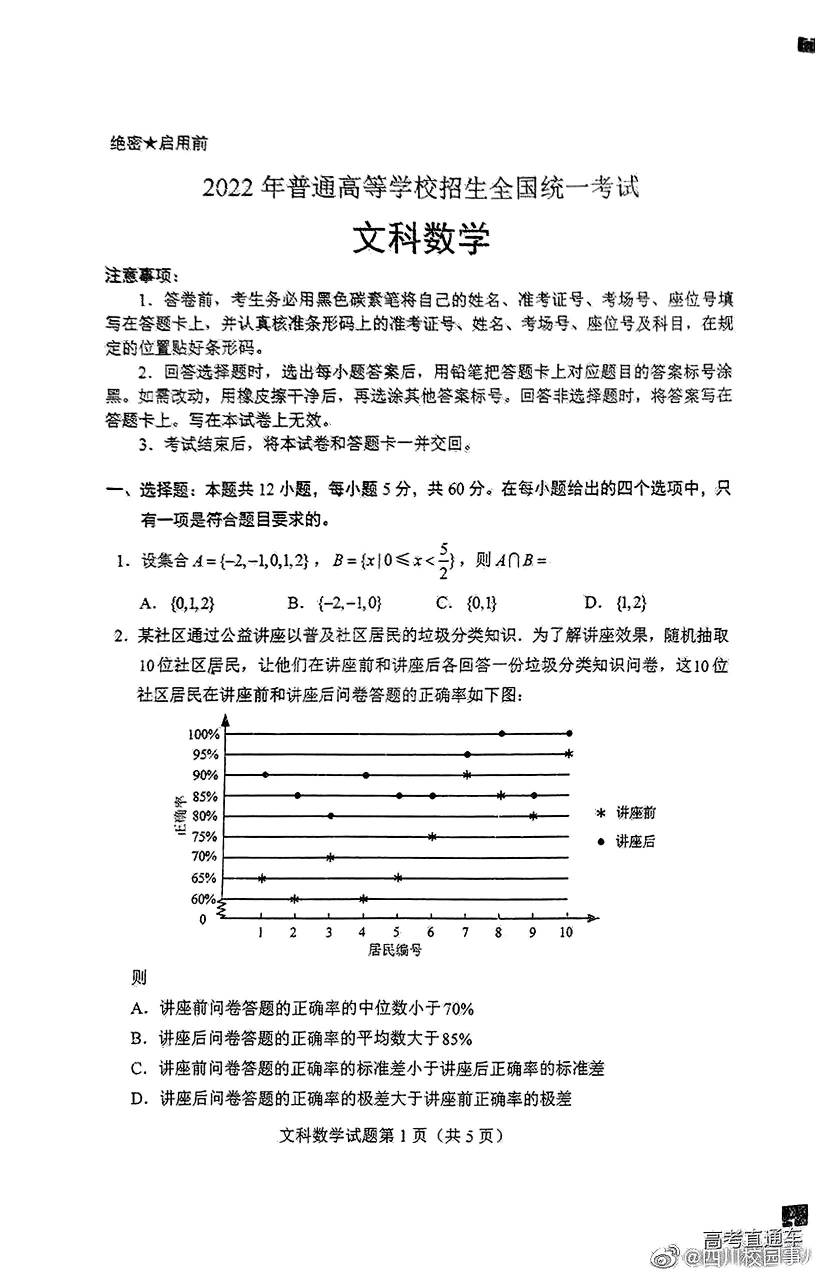 绝密★启用前
2022 年普通高等学校招生全国统一考试
文科数学
注意事项：
1．答卷前，考生务必用黑色碳素笔将自己的姓名、准考证号、考场号、座位号填
写在答题卡上，并认真核准条形码上的准考证号、姓名、考场号、座位号及科目，在规
定的位置贴好条形码。
2．回答选择题时，选出每小题答案后，用铅笔把答题卡上对应题目的答案标号涂
黑。如需改动，用橡皮擦干净后，再选涂其他答案标号。回答非选择题时，将答案写在
答题卡上。写在本试卷上无效。
3．考试结束后，将本试卷和答题卡一并交回。
一、选择题：本题共 12 小题，每小题 5 分，共 60 分。在每小题给出的四个选项中，只
有一项是符合题目要求的。
1．设集合 A={-2,-1,0,1,2}，B={x|0≤x<5/2}，则 A∩B=
A．{0,1,2} B．{-2,-1,0} C．{0,1} D．{1,2}
2．某社区通过公益讲座以普及社区居民的垃圾分类知识．为了解讲座效果，随机抽取
10位社区居民，让他们在讲座前和讲座后各回答一份垃圾分类知识问卷，这10位
社区居民在讲座前和讲座后问卷答题的正确率如下图：
100%
95%
90%
85%
80%
75%
70%
65%
60%
0
正确率
* 讲座前
● 讲座后
1 2 3 4 5 6 7 8 9 10
居民编号
则
A．讲座前问卷答题的正确率的中位数小于70%
B．讲座后问卷答题的正确率的平均数大于85%
C．讲座前问卷答题的正确率的标准差小于讲座后正确率的标准差
D．讲座后问卷答题的正确率的极差大于讲座前正确率的极差
文科数学试题第 1 页（共 5 页）
高考直通车
@四川校园事